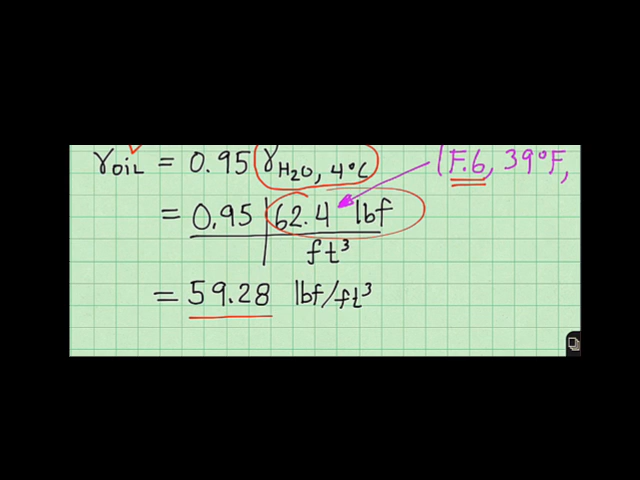 γOIL = 0.95 γH2O, 4°C (F.6, 39°F,
= 0.95 | 62.4 lbf
ft³
= 59.28 lbf/ft³